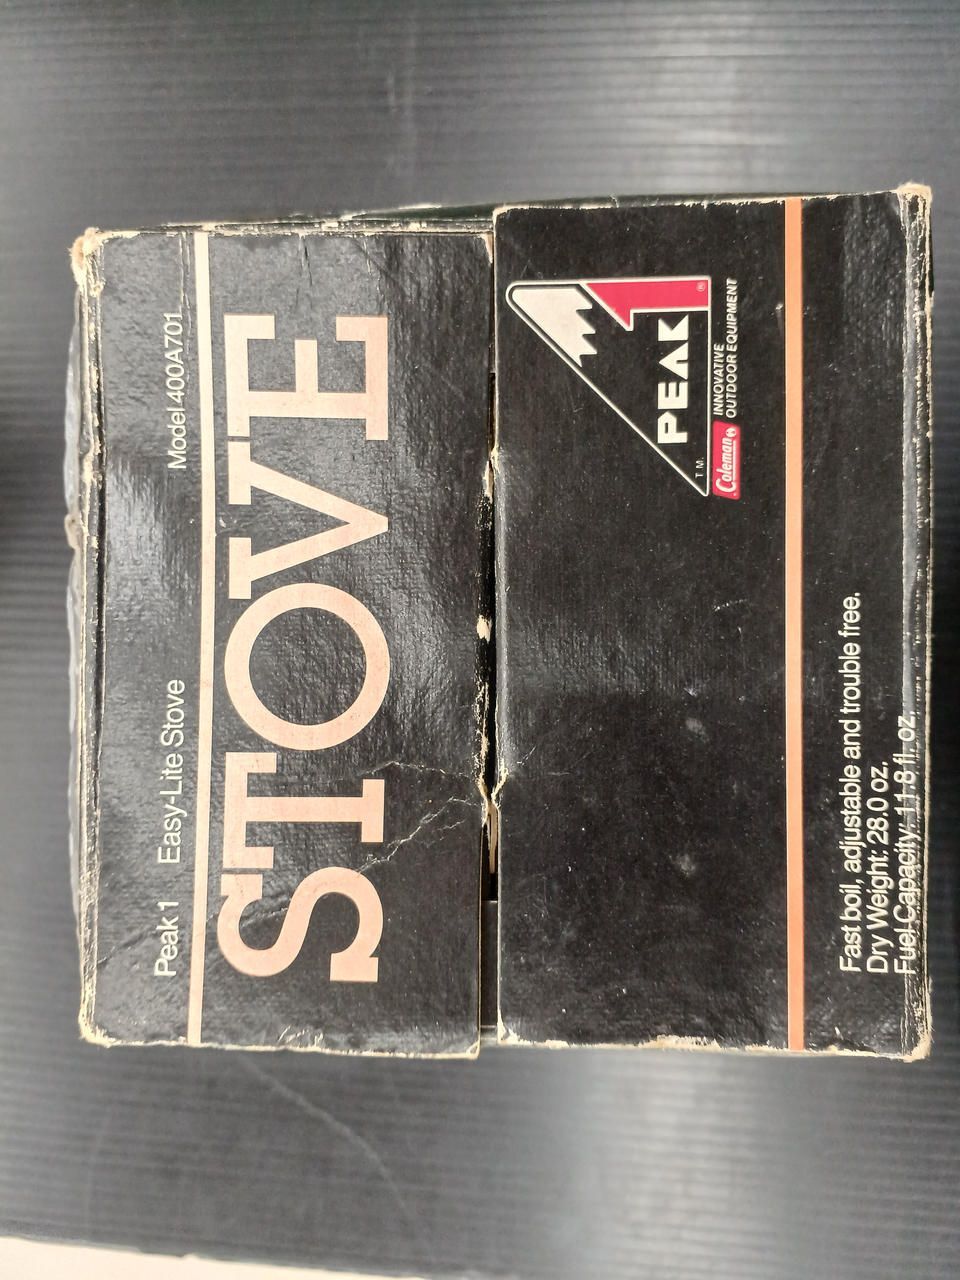 Peak 1 Easy-Lite Stove Model 400A701
STOVE
PEAK 1 ®
T.M.
Coleman ® INNOVATIVE
OUTDOOR EQUIPMENT
Fast boil, adjustable and trouble free.
Dry Weight: 28.0 oz.
Fuel Capacity: 11.8 fl. oz.